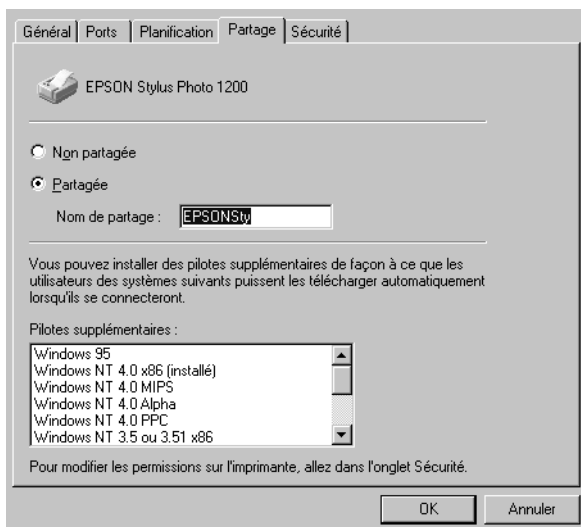 Général Ports Planification Partage Sécurité
EPSON Stylus Photo 1200
Non partagée
Partagée
Nom de partage : EPSONSty
Vous pouvez installer des pilotes supplémentaires de façon à ce que les
utilisateurs des systèmes suivants puissent les télécharger automatiquement
lorsqu'ils se connecteront.
Pilotes supplémentaires :
Windows 95
Windows NT 4.0 x86 (installé)
Windows NT 4.0 MIPS
Windows NT 4.0 Alpha
Windows NT 4.0 PPC
Windows NT 3.5 ou 3.51 x86
Pour modifier les permissions sur l'imprimante, allez dans l'onglet Sécurité.
OK Annuler